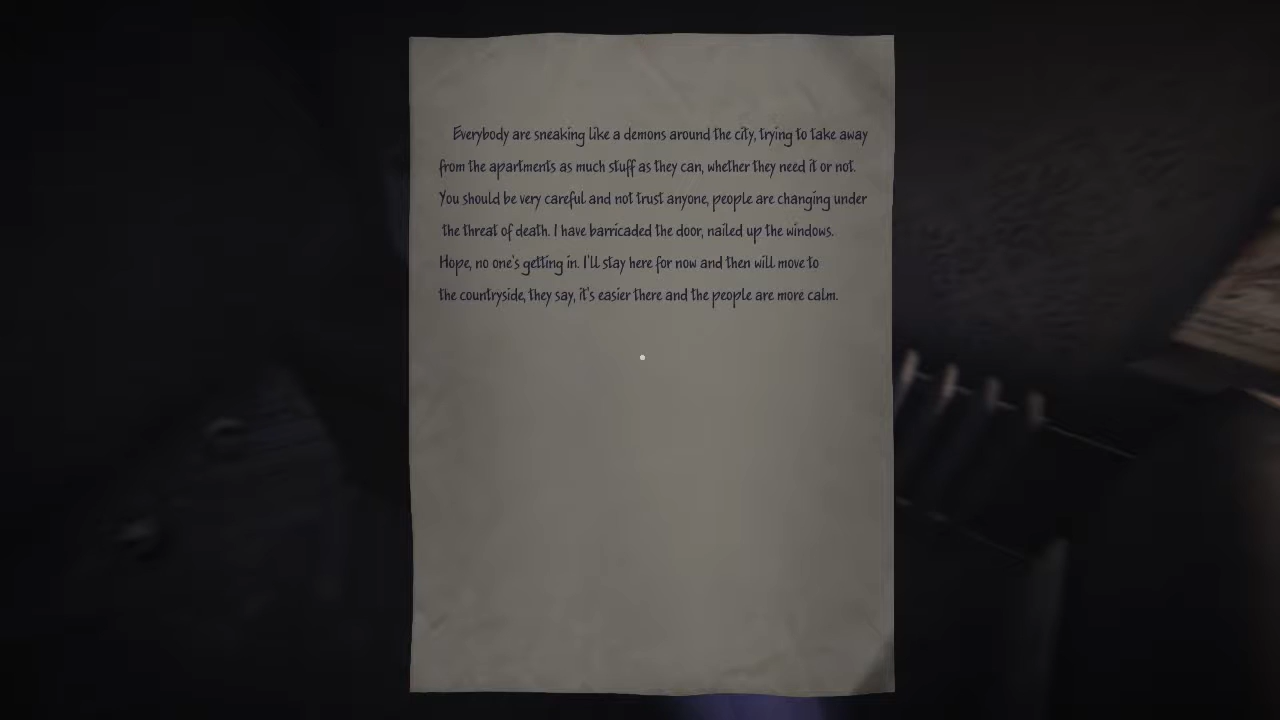 Everybody are sneaking like a demons around the city, trying to take away
from the apartments as much stuff as they can, whether they need it or not.
You should be very careful and not trust anyone, people are changing under
the threat of death. I have barricaded the door, nailed up the windows.
Hope, no one's getting in. I'll stay here for now and then will move to
the countryside, they say, it's easier there and the people are more calm.